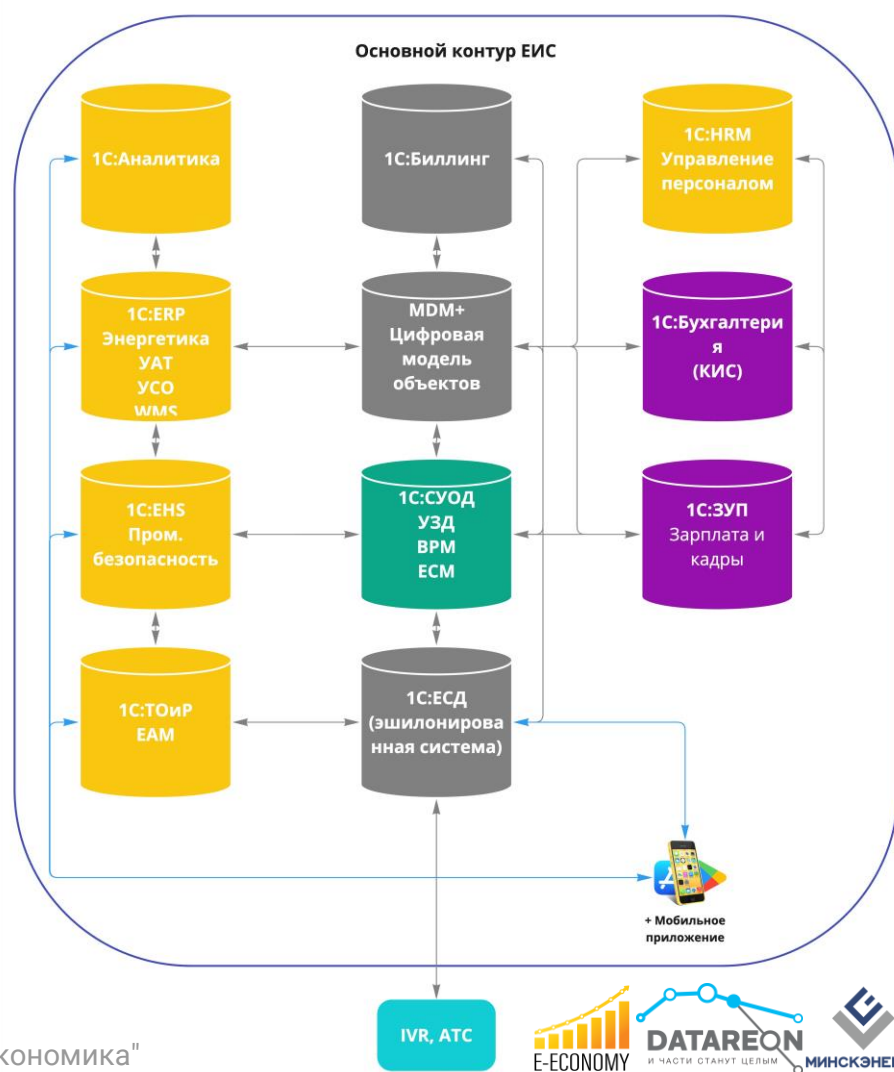 Основной контур ЕИС
1С:Аналитика
1С:Биллинг
1С:HRM
Управление
персоналом
1С:ERP
Энергетика
УАТ
УСО
WMS
MDM+
Цифровая
модель
объектов
1С:Бухгалтери
я
(КИС)
1С:EHS
Пром.
безопасность
1С:СУОД
УЗД
BPM
ECM
1С:ЗУП
Зарплата и
кадры
1С:ТОиР
EAM
1С:ЕСД
(эшилонирова
нная система)
+ Мобильное
приложение
IVR, АТС
кономика"
E-ECONOMY
DATAREON
И ЧАСТИ СТАНУТ ЦЕЛЫМ
МИНСКЭНЕ